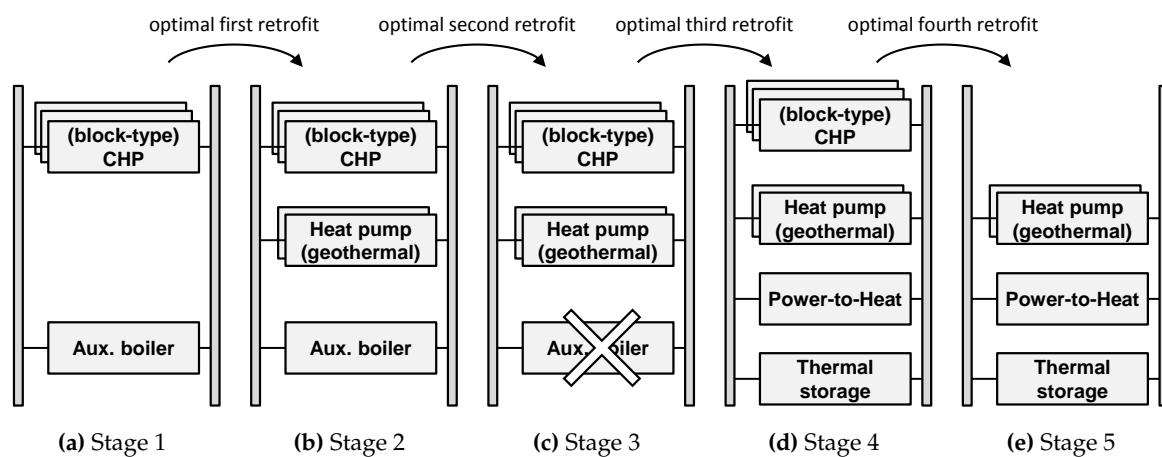 optimal first retrofit
optimal second retrofit
optimal third retrofit
optimal fourth retrofit
(block-type)
CHP
Aux. boiler
(a) Stage 1
(block-type)
CHP
Heat pump
(geothermal)
Aux. boiler
(b) Stage 2
(block-type)
CHP
Heat pump
(geothermal)
Aux. boiler
(c) Stage 3
(block-type)
CHP
Heat pump
(geothermal)
Power-to-Heat
Thermal
storage
(d) Stage 4
Heat pump
(geothermal)
Power-to-Heat
Thermal
storage
(e) Stage 5